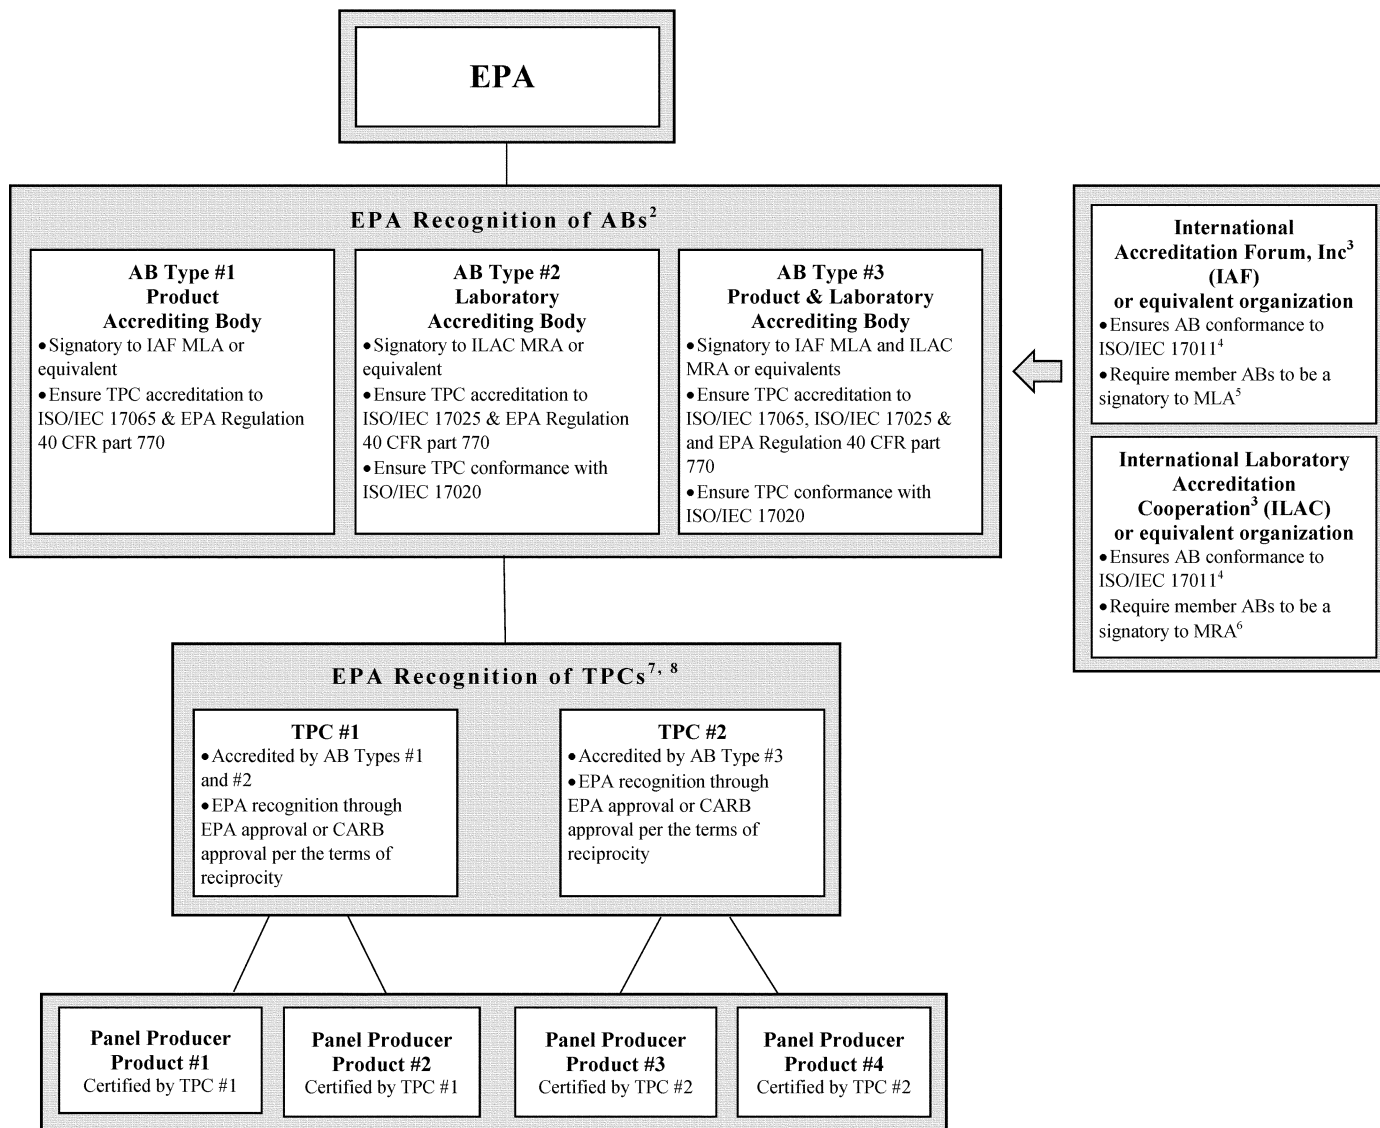 EPA
EPA Recognition of ABs2
AB Type #1
Product
Accrediting Body
•Signatory to IAF MLA or
equivalent
•Ensure TPC accreditation to
ISO/IEC 17065 & EPA Regulation
40 CFR part 770
AB Type #2
Laboratory
Accrediting Body
•Signatory to ILAC MRA or
equivalent
•Ensure TPC accreditation to
ISO/IEC 17025 & EPA Regulation
40 CFR part 770
•Ensure TPC conformance with
ISO/IEC 17020
AB Type #3
Product & Laboratory
Accrediting Body
•Signatory to IAF MLA and ILAC
MRA or equivalents
•Ensure TPC accreditation to
ISO/IEC 17065, ISO/IEC 17025 &
and EPA Regulation 40 CFR part
770
•Ensure TPC conformance with
ISO/IEC 17020
International
Accreditation Forum, Inc3
(IAF)
or equivalent organization
•Ensures AB conformance to
ISO/IEC 170114
•Require member ABs to be a
signatory to MLA5
International Laboratory
Accreditation
Cooperation3 (ILAC)
or equivalent organization
•Ensures AB conformance to
ISO/IEC 170114
•Require member ABs to be a
signatory to MRA6
EPA Recognition of TPCs7, 8
TPC #1
•Accredited by AB Types #1
and #2
•EPA recognition through
EPA approval or CARB
approval per the terms of
reciprocity
TPC #2
•Accredited by AB Type #3
•EPA recognition through
EPA approval or CARB
approval per the terms of
reciprocity
Panel Producer
Product #1
Certified by TPC #1
Panel Producer
Product #2
Certified by TPC #1
Panel Producer
Product #3
Certified by TPC #2
Panel Producer
Product #4
Certified by TPC #2